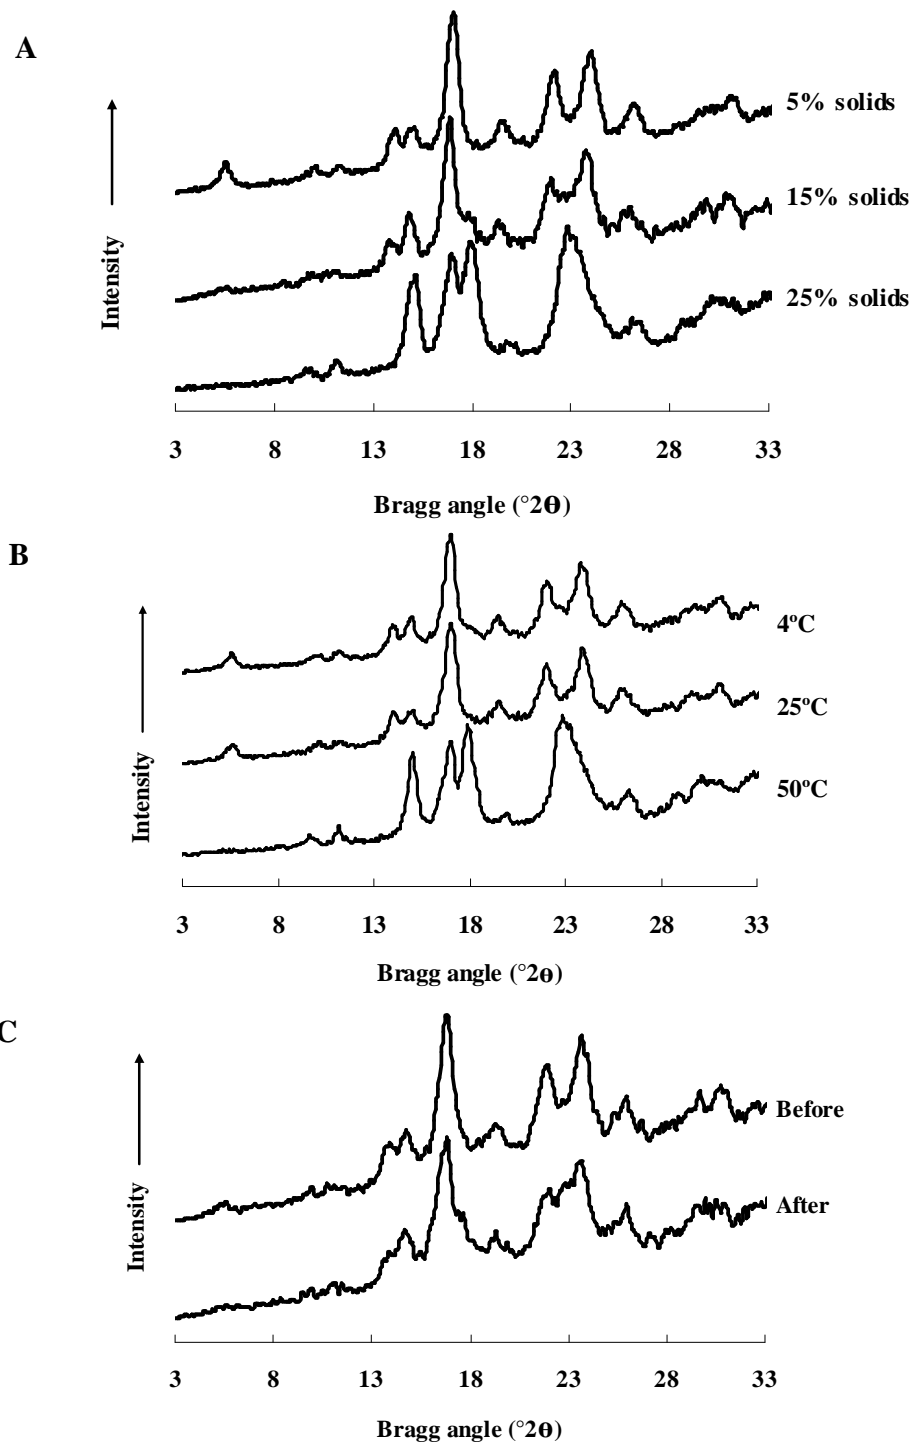 A
5% solids
15% solids
25% solids
Intensity
3 8 13 18 23 28 33
Bragg angle (°2θ)
B
4ºC
25ºC
50ºC
Intensity
3 8 13 18 23 28 33
Bragg angle (°2θ)
C
Before
After
Intensity
3 8 13 18 23 28 33
Bragg angle (°2θ)